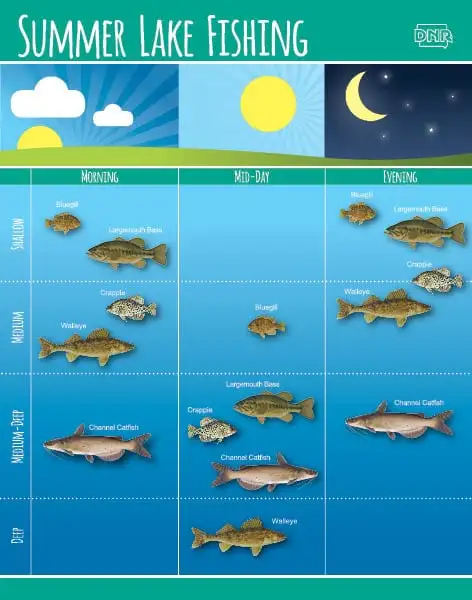 SUMMER LAKE FISHING
DNR
MORNING
MID-DAY
EVENING
SHALLOW
Bluegill
Largemouth Bass
Bluegill
Largemouth Bass
Crappie
MEDIUM
Crappie
Walleye
Bluegill
Walleye
MEDIUM-DEEP
Channel Catfish
Largemouth Bass
Crappie
Channel Catfish
Channel Catfish
DEEP
Walleye